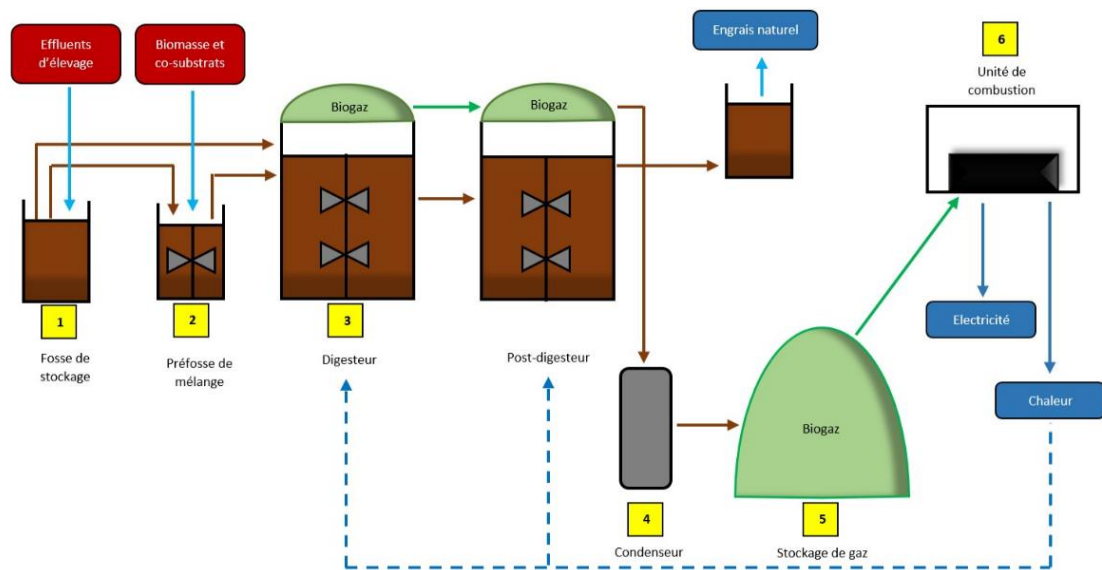 Effluents
d'élevage
Biomasse et
co-substrats
Engrais naturel
6
Unité de
combustion
Biogaz
Biogaz
1
Fosse de
stockage
2
Préfosse de
mélange
3
Digesteur
Post-digesteur
Electricité
Chaleur
Biogaz
4
Condenseur
5
Stockage de gaz